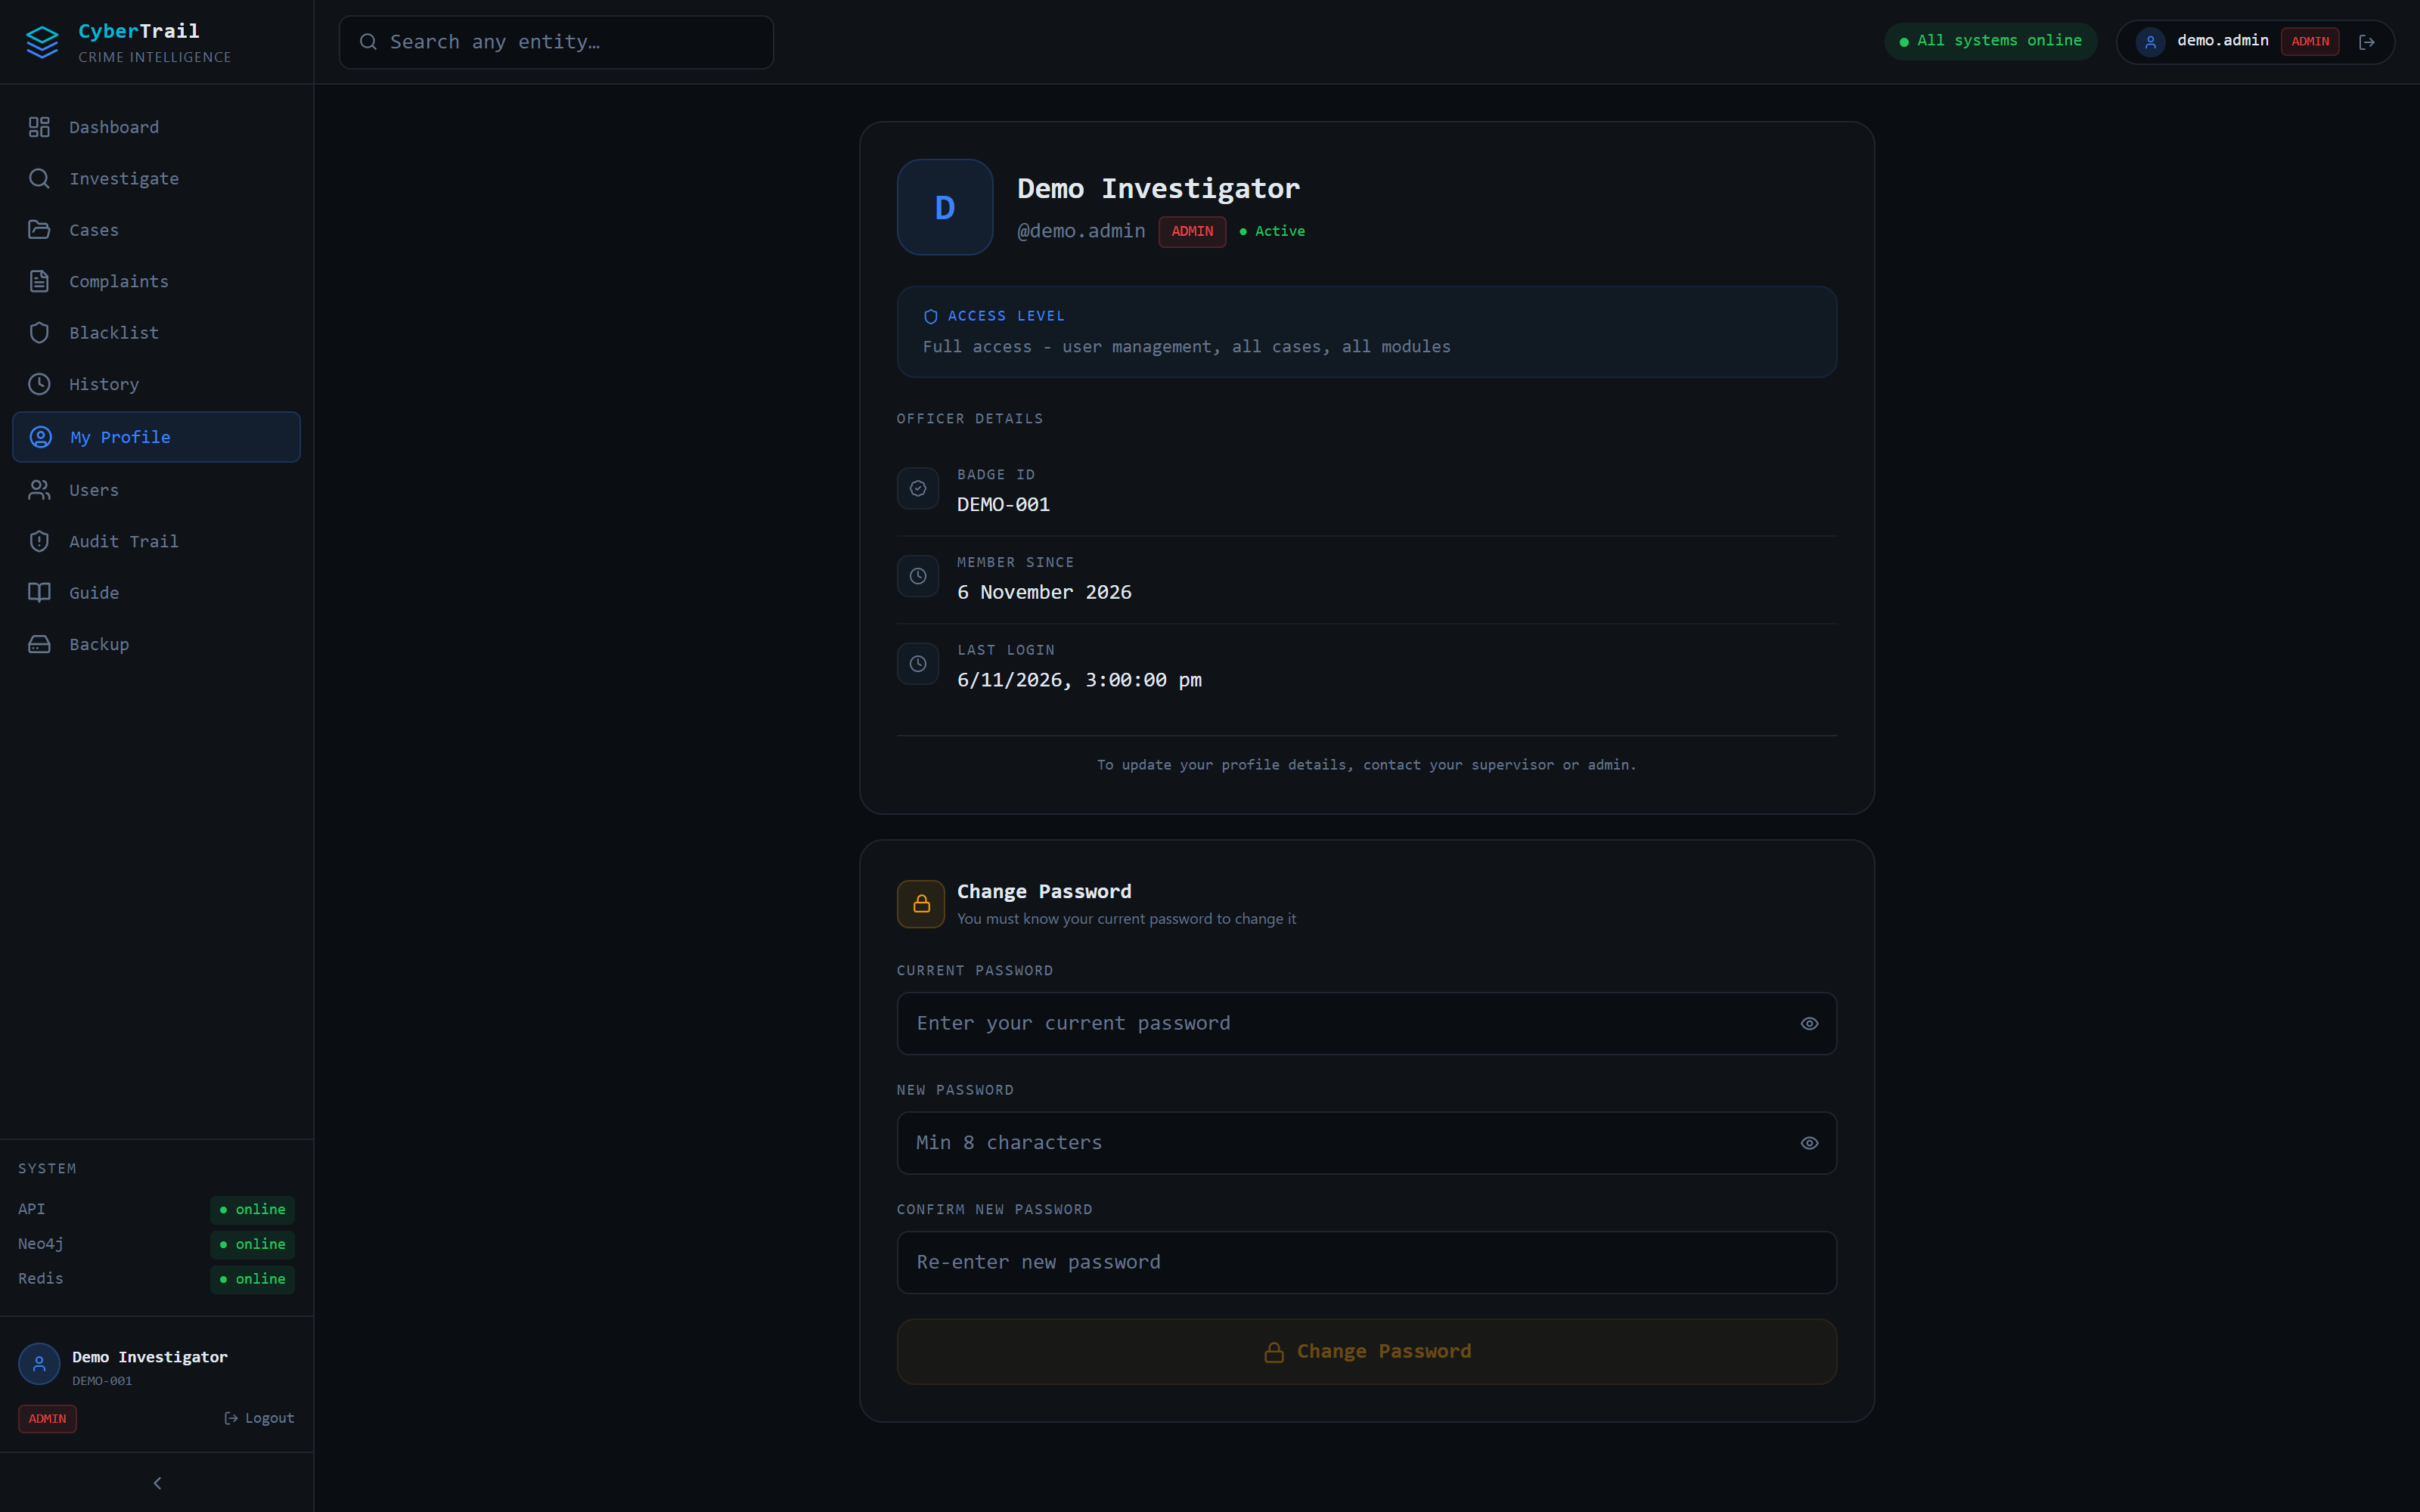 CyberTrail
CRIME INTELLIGENCE
Search any entity…
All systems online
demo.admin
ADMIN
Dashboard
Investigate
Cases
Complaints
Blacklist
History
My Profile
Users
Audit Trail
Guide
Backup
SYSTEM
API
online
Neo4j
online
Redis
online
Demo Investigator
DEMO-001
ADMIN
Logout
D
Demo Investigator
@demo.admin
ADMIN
Active
ACCESS LEVEL
Full access - user management, all cases, all modules
OFFICER DETAILS
BADGE ID
DEMO-001
MEMBER SINCE
6 November 2026
LAST LOGIN
6/11/2026, 3:00:00 pm
To update your profile details, contact your supervisor or admin.
Change Password
You must know your current password to change it
CURRENT PASSWORD
Enter your current password
NEW PASSWORD
Min 8 characters
CONFIRM NEW PASSWORD
Re-enter new password
Change Password